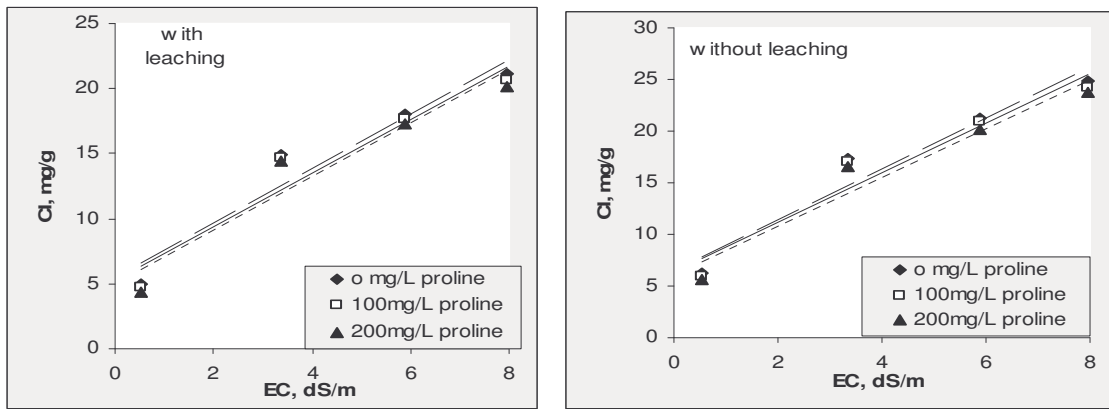 25
20
15
10
5
0
Cl, mg/g
with
leaching
◆ o mg/L proline
□ 100mg/L proline
▲ 200mg/L proline
0 2 4 6 8
EC, dS/m
30
25
20
15
10
5
0
Cl, mg/g
without leaching
◆ o mg/L proline
□ 100mg/L proline
▲ 200mg/L proline
0 2 4 6 8
EC, dS/m